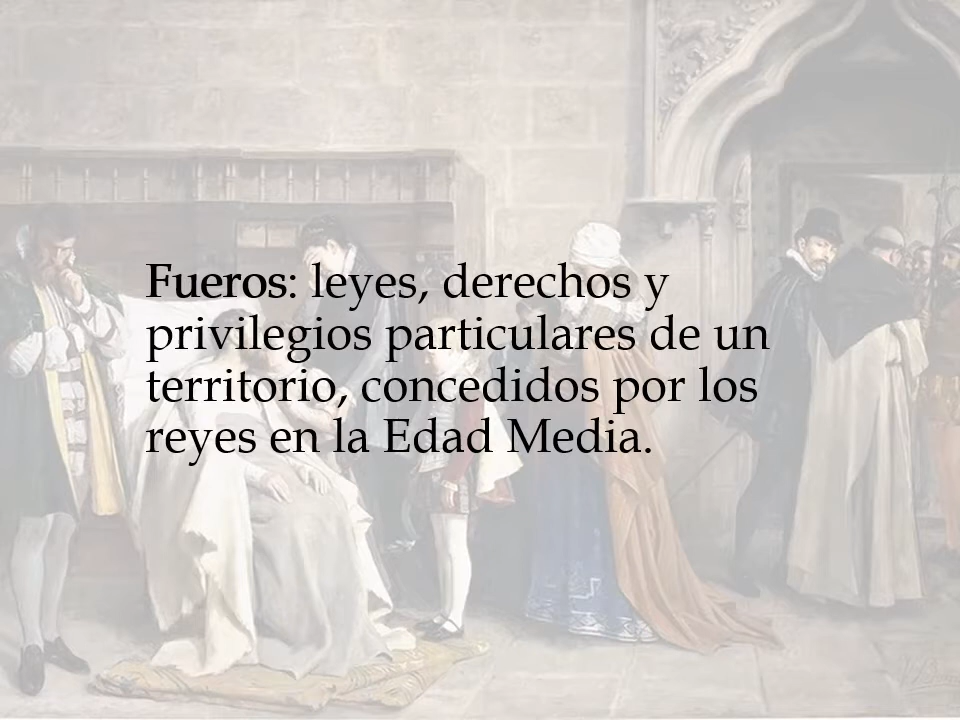 Fueros: leyes, derechos y
privilegios particulares de un
territorio, concedidos por los
reyes en la Edad Media.